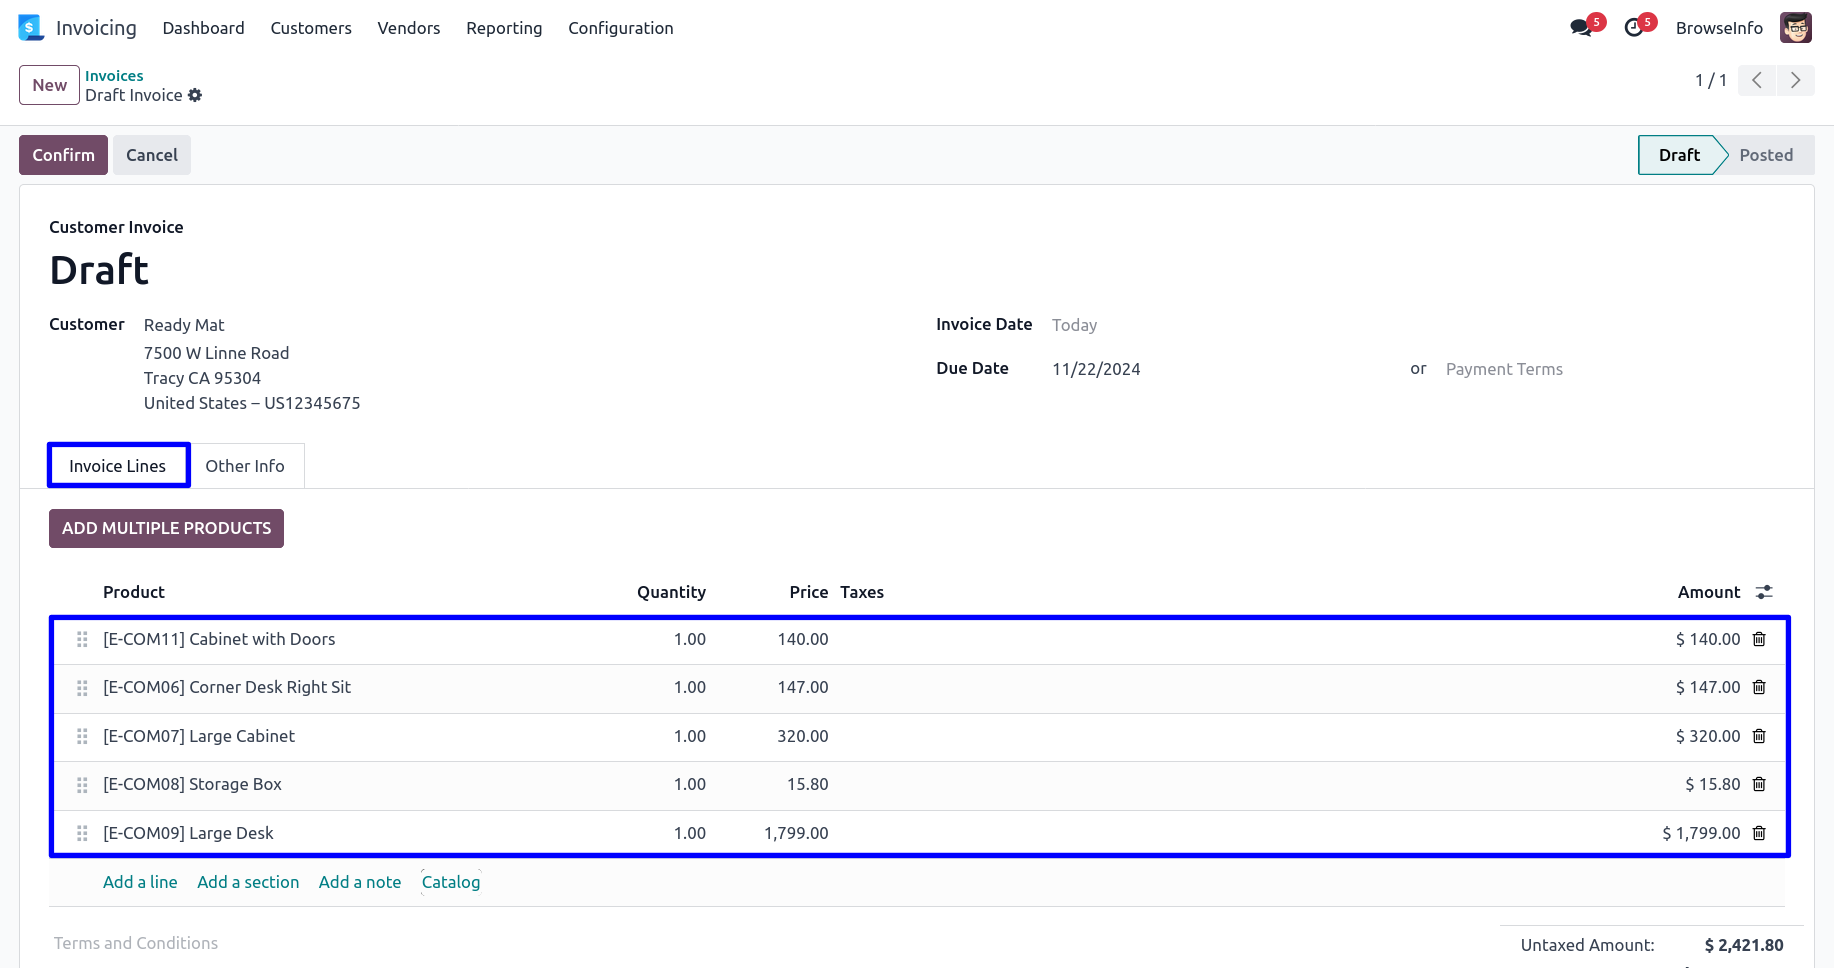 Invoicing Dashboard Customers Vendors Reporting Configuration 5 5 BrowseInfo
New Invoices 1 / 1
Draft Invoice
Confirm Cancel Draft Posted
Customer Invoice
Draft
Customer Ready Mat Invoice Date Today
7500 W Linne Road
Due Date 11/22/2024 or Payment Terms
Tracy CA 95304
United States – US12345675
Invoice Lines Other Info
ADD MULTIPLE PRODUCTS
Product Quantity Price Taxes Amount
[E-COM11] Cabinet with Doors 1.00 140.00 $ 140.00
[E-COM06] Corner Desk Right Sit 1.00 147.00 $ 147.00
[E-COM07] Large Cabinet 1.00 320.00 $ 320.00
[E-COM08] Storage Box 1.00 15.80 $ 15.80
[E-COM09] Large Desk 1.00 1,799.00 $ 1,799.00
Add a line Add a section Add a note Catalog
Terms and Conditions Untaxed Amount: $ 2,421.80